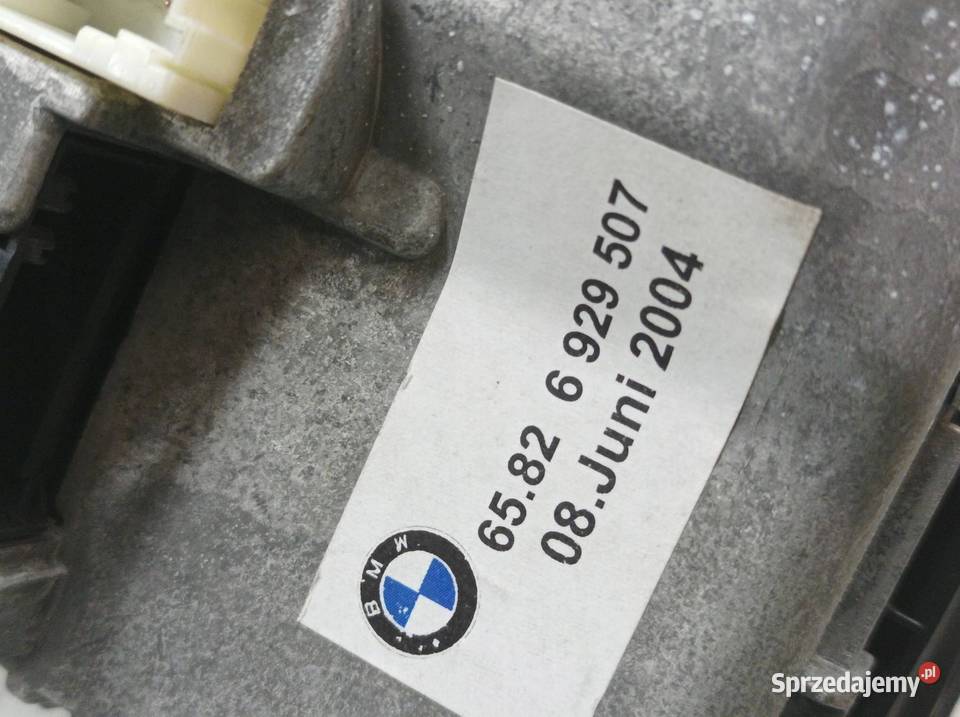 BMW
65.82 6 929 507
08.Juni 2004
Sprzedajemy.pl